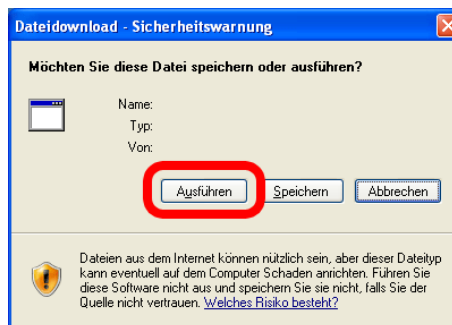 Dateidownload - Sicherheitswarnung
Möchten Sie diese Datei speichern oder ausführen?
Name:
Typ:
Von:
Ausführen Speichern Abbrechen
Dateien aus dem Internet können nützlich sein, aber dieser Dateityp
kann eventuell auf dem Computer Schaden anrichten. Führen Sie
diese Software nicht aus und speichern Sie sie nicht, falls Sie der
Quelle nicht vertrauen. Welches Risiko besteht?